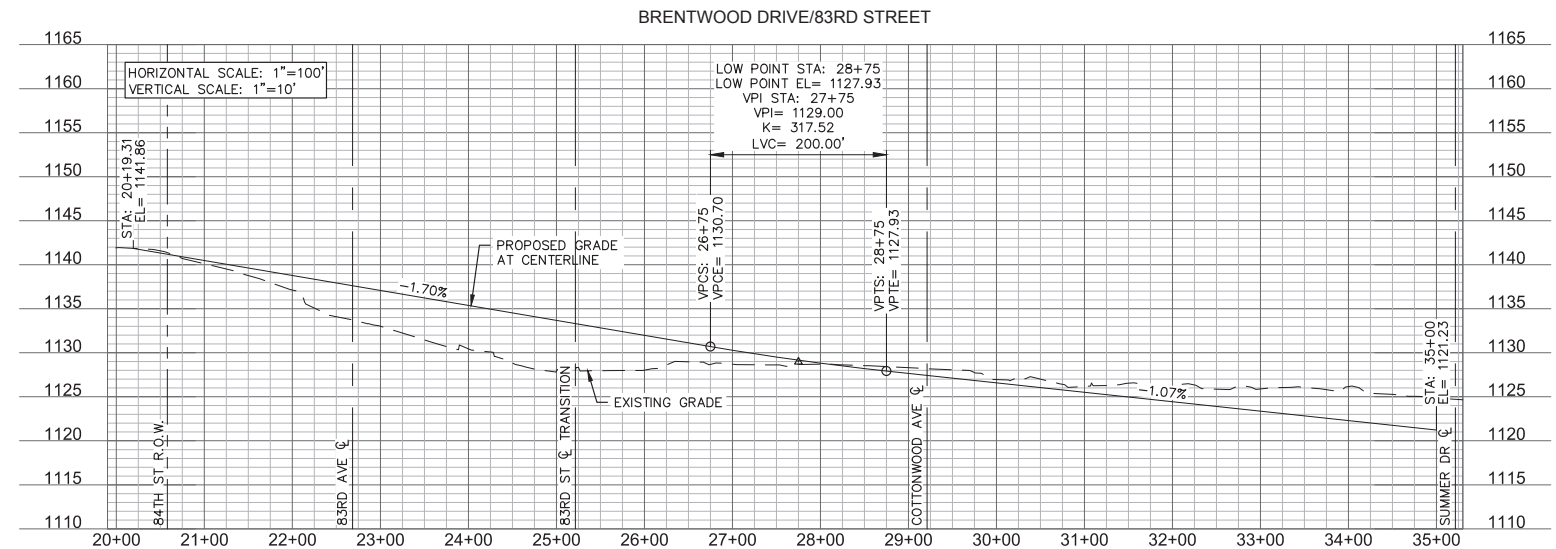 BRENTWOOD DRIVE/83RD STREET
1165
1160
1155
1150
1145
1140
1135
1130
1125
1120
1115
1110
HORIZONTAL SCALE: 1"=100'
VERTICAL SCALE: 1"=10'
STA: 20+19.31
EL= 1141.86
84TH ST R.O.W.
83RD AVE ℄
-1.70%
PROPOSED GRADE
AT CENTERLINE
83RD ST ℄ TRANSITION
EXISTING GRADE
LOW POINT STA: 28+75
LOW POINT EL= 1127.93
VPI STA: 27+75
VPI= 1129.00
K= 317.52
LVC= 200.00'
VPCS: 26+75
VPCE= 1130.70
VPTS: 28+75
VPTE= 1127.93
COTTONWOOD AVE ℄
-1.07%
STA: 35+00
EL= 1121.23
SUMMER DR ℄
1165
1160
1155
1150
1145
1140
1135
1130
1125
1120
1115
1110
20+00 21+00 22+00 23+00 24+00 25+00 26+00 27+00 28+00 29+00 30+00 31+00 32+00 33+00 34+00 35+00